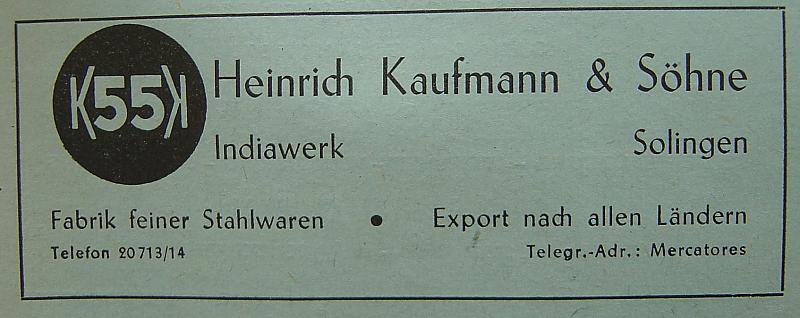 K55K
Heinrich Kaufmann & Söhne
Indiawerk Solingen
Fabrik feiner Stahlwaren • Export nach allen Ländern
Telefon 20713/14 Telegr.-Adr.: Mercatores